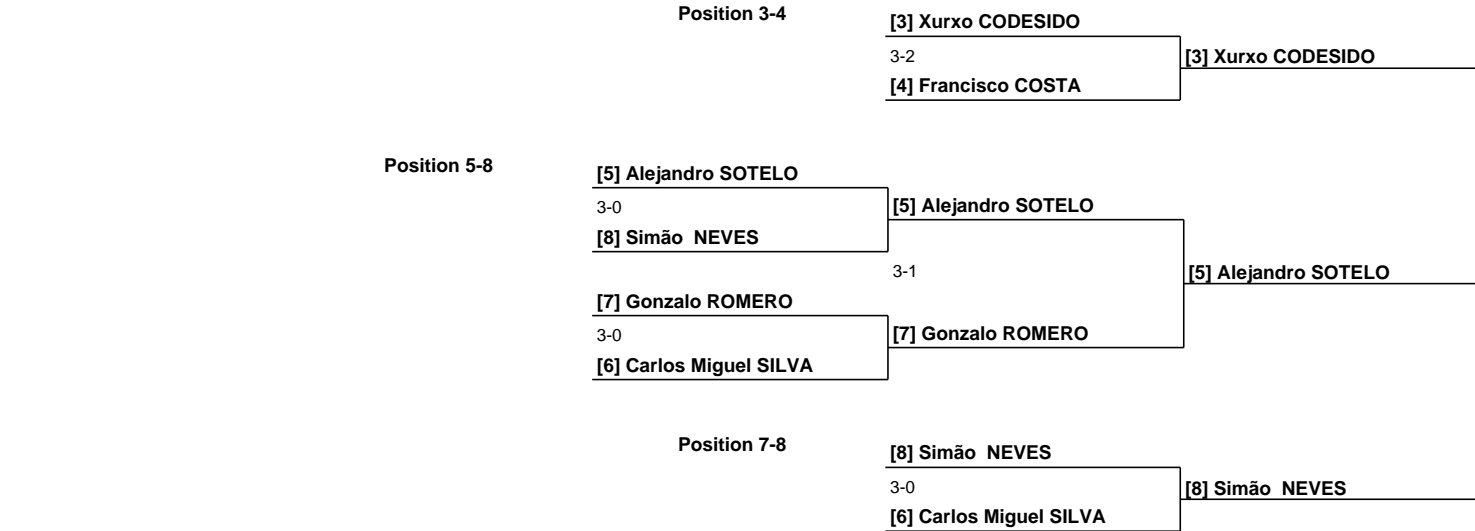 Position 3-4
[3] Xurxo CODESIDO
3-2
[3] Xurxo CODESIDO
[4] Francisco COSTA
Position 5-8
[5] Alejandro SOTELO
3-0
[5] Alejandro SOTELO
[8] Simão  NEVES
3-1
[5] Alejandro SOTELO
[7] Gonzalo ROMERO
3-0
[7] Gonzalo ROMERO
[6] Carlos Miguel SILVA
Position 7-8
[8] Simão  NEVES
3-0
[8] Simão  NEVES
[6] Carlos Miguel SILVA